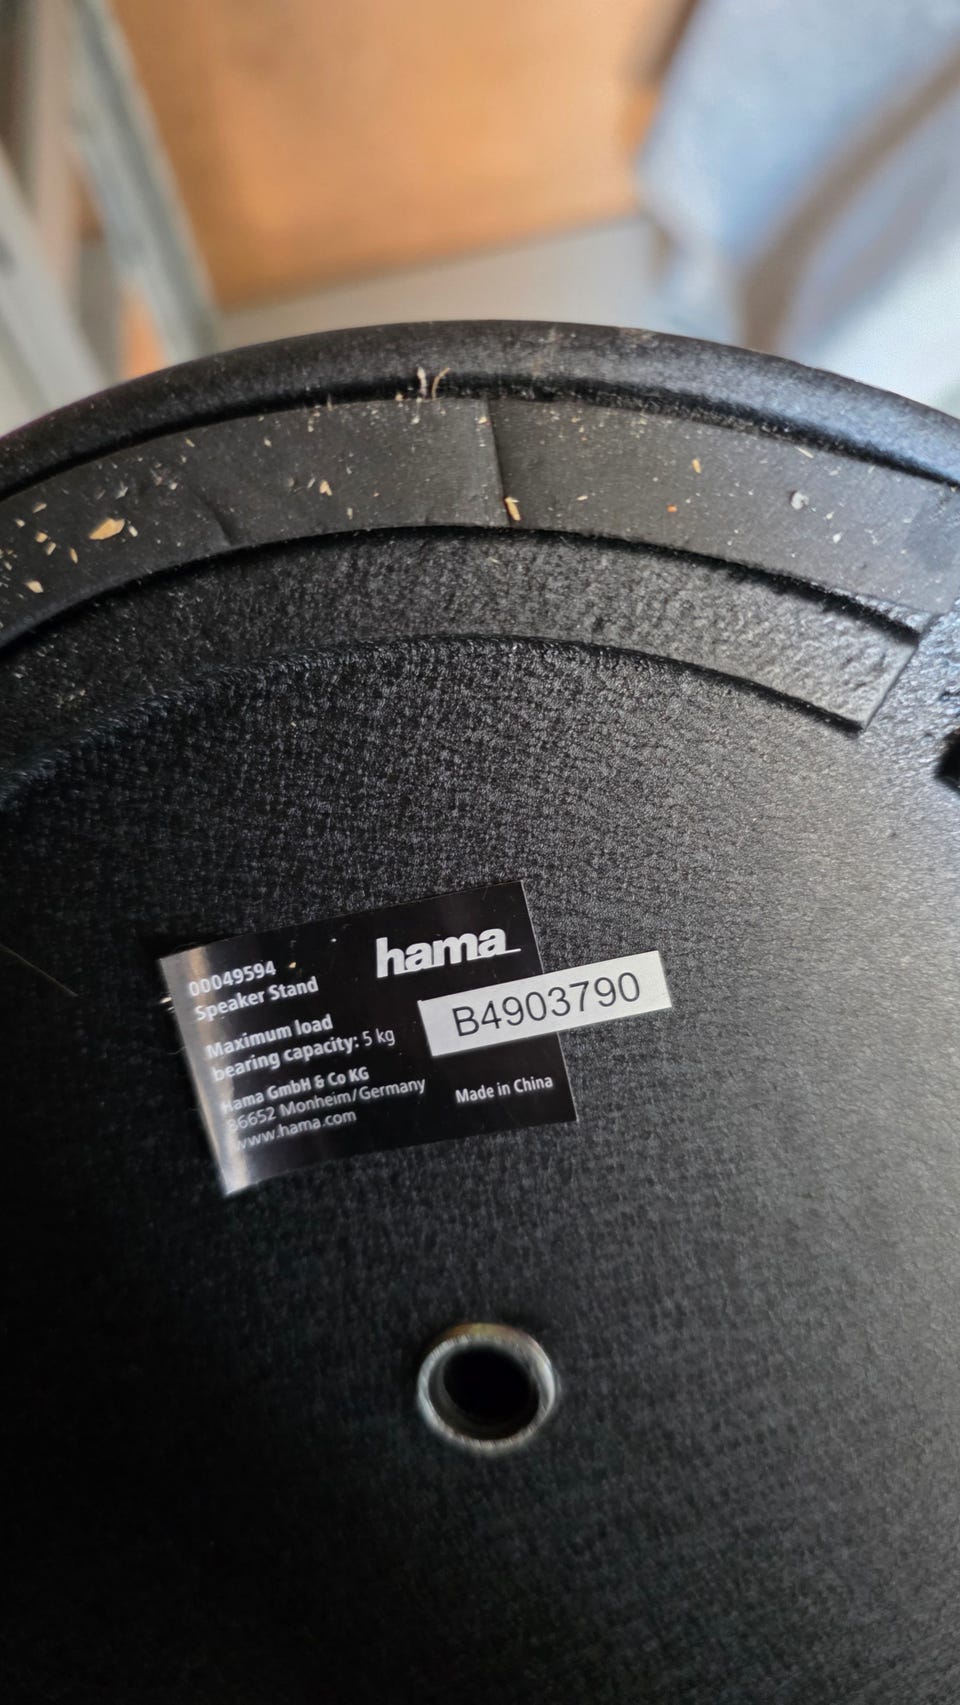 hama
00049594
Speaker Stand
B4903790
Maximum load
bearing capacity: 5 kg
Hama GmbH & Co KG
86652 Monheim/Germany
www.hama.com
Made in China